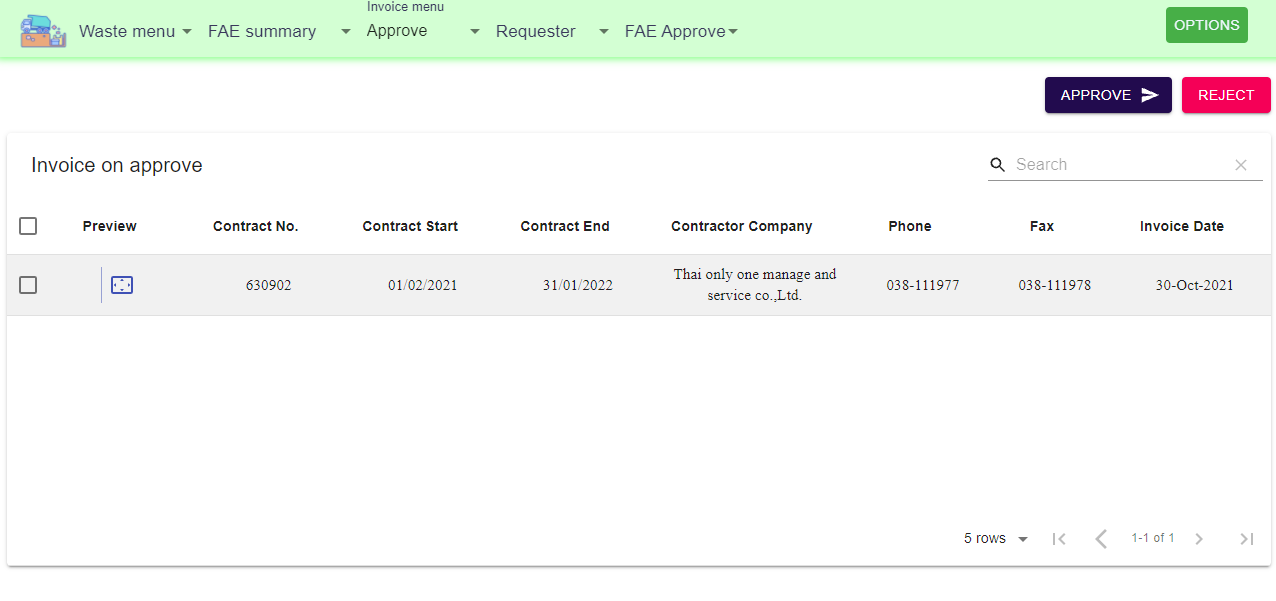 Invoice menu
Waste menu FAE summary Approve Requester FAE Approve OPTIONS
APPROVE REJECT
Invoice on approve Search
Preview Contract No. Contract Start Contract End Contractor Company Phone Fax Invoice Date
630902 01/02/2021 31/01/2022 Thai only one manage and service co.,Ltd. 038-111977 038-111978 30-Oct-2021
5 rows 1-1 of 1